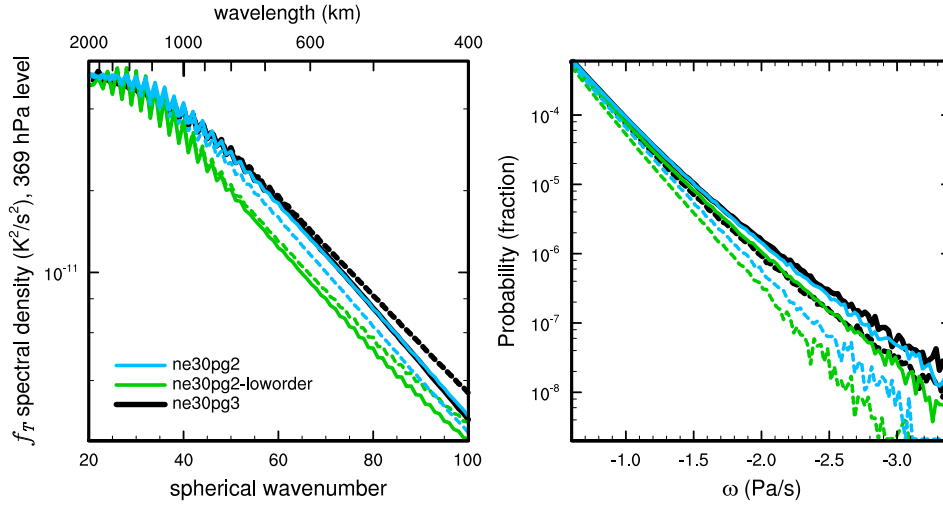 wavelength (km)
2000 1000 600 400
f_T spectral density (K²/s²), 369 hPa level
10⁻¹¹
ne30pg2
ne30pg2-loworder
ne30pg3
20 40 60 80 100
spherical wavenumber
Probability (fraction)
10⁻⁴
10⁻⁵
10⁻⁶
10⁻⁷
10⁻⁸
-1.0 -1.5 -2.0 -2.5 -3.0
ω (Pa/s)